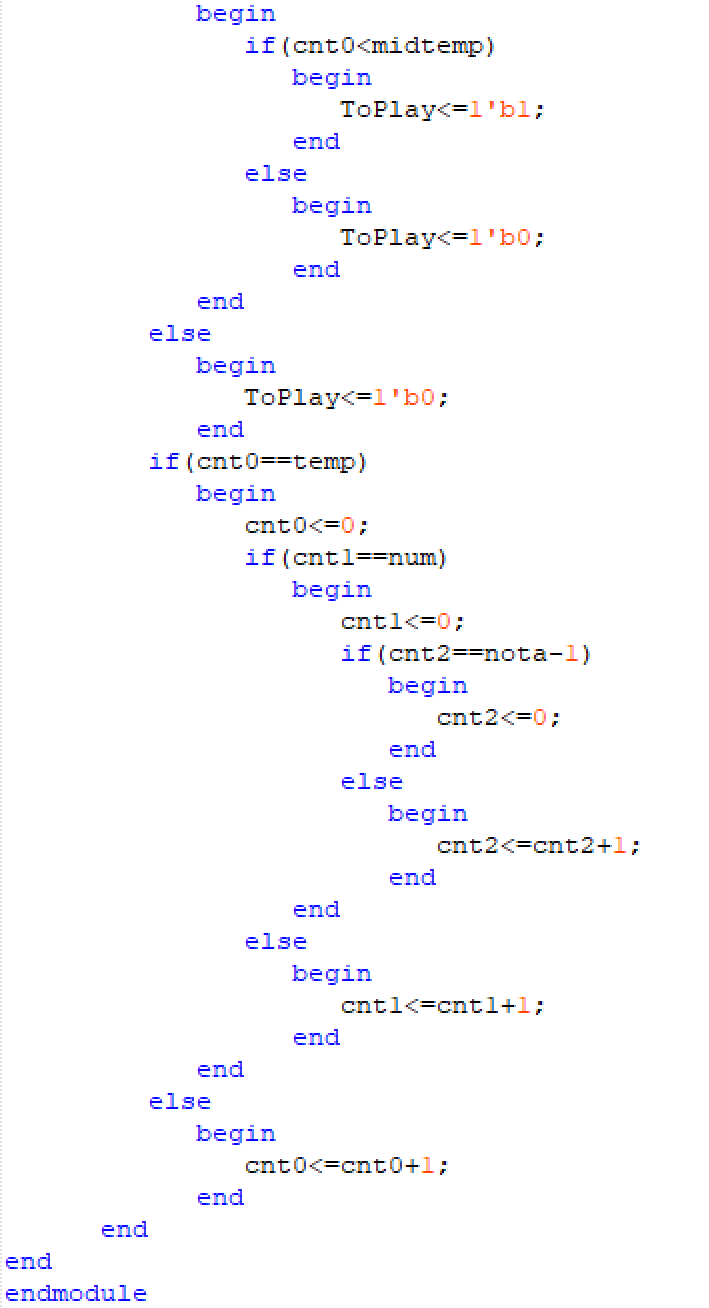 begin
if(cnt0<midtemp)
begin
ToPlay<=1'b1;
end
else
begin
ToPlay<=1'b0;
end
end
else
begin
ToPlay<=1'b0;
end
if(cnt0==temp)
begin
cnt0<=0;
if(cnt1==num)
begin
cnt1<=0;
if(cnt2==nota-1)
begin
cnt2<=0;
end
else
begin
cnt2<=cnt2+1;
end
end
else
begin
cnt1<=cnt1+1;
end
end
else
begin
cnt0<=cnt0+1;
end
end
end
endmodule